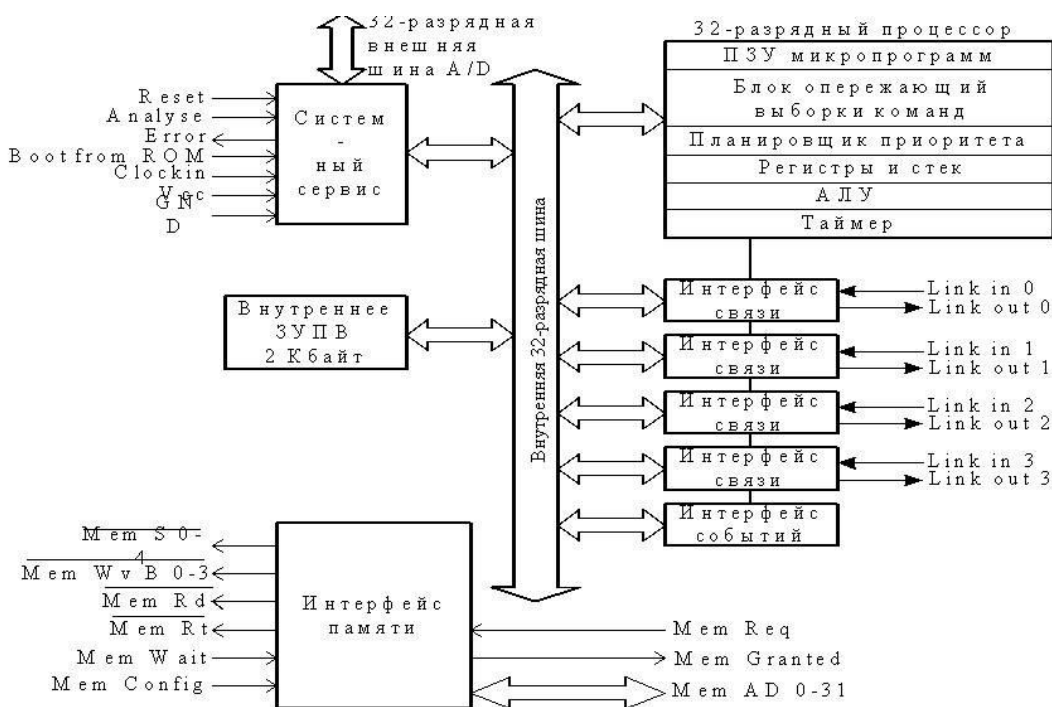 32-разрядная
внешняя
шина A/D
32-разрядный процессор
ПЗУ микропрограмм
Блок опережающий
выборки команд
Планировщик приоритета
Регистры и стек
АЛУ
Таймер
Reset
Analyse
Error
Bootfrom ROM
Clockin
Vcc
GN
D
Систем
-
ный
сервис
Внутреннее
ЗУПВ
2 Кбайт
Внутренняя 32-разрядная шина
Интерфейс
связи
Link in 0
Link out 0
Интерфейс
связи
Link in 1
Link out 1
Интерфейс
связи
Link in 2
Link out 2
Интерфейс
связи
Link in 3
Link out 3
Интерфейс
событий
Mem S 0-
4
Mem Wv B 0-3
Mem Rd
Mem Rt
Mem Wait
Mem Config
Интерфейс
памяти
Mem Req
Mem Granted
Mem AD 0-31